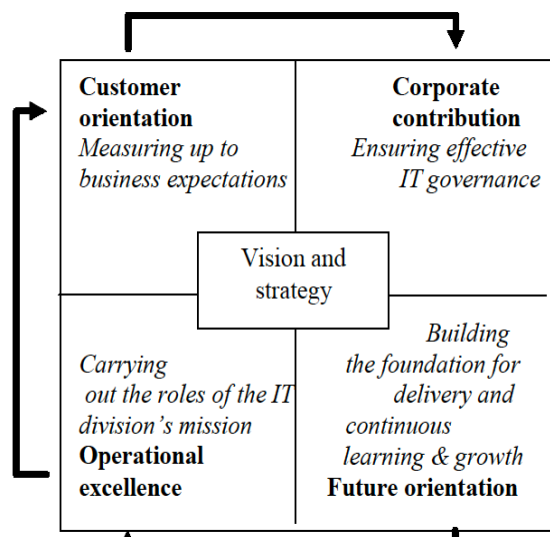 Customer
orientation
Measuring up to
business expectations
Corporate
contribution
Ensuring effective
IT governance
Vision and
strategy
Carrying
out the roles of the IT
division's mission
Operational
excellence
Building
the foundation for
delivery and
continuous
learning & growth
Future orientation